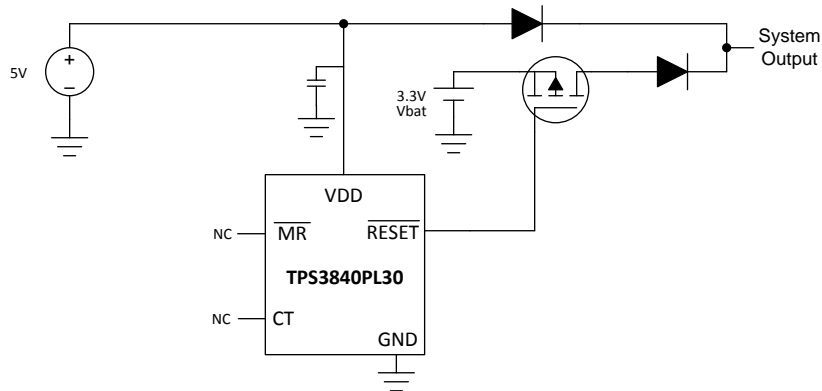 5V
+
−
System
Output
3.3V
Vbat
VDD
NC
MR
RESET
TPS3840PL30
NC
CT
GND